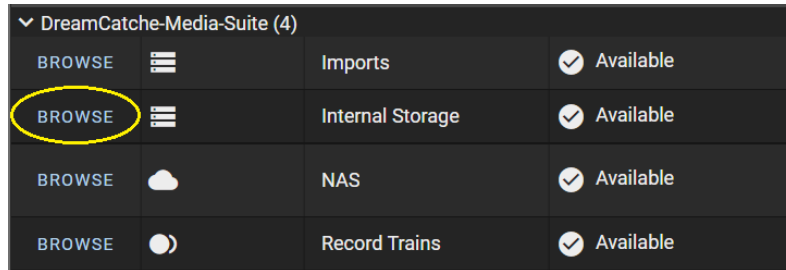 DreamCatche-Media-Suite (4)
BROWSE Imports Available
BROWSE Internal Storage Available
BROWSE NAS Available
BROWSE Record Trains Available